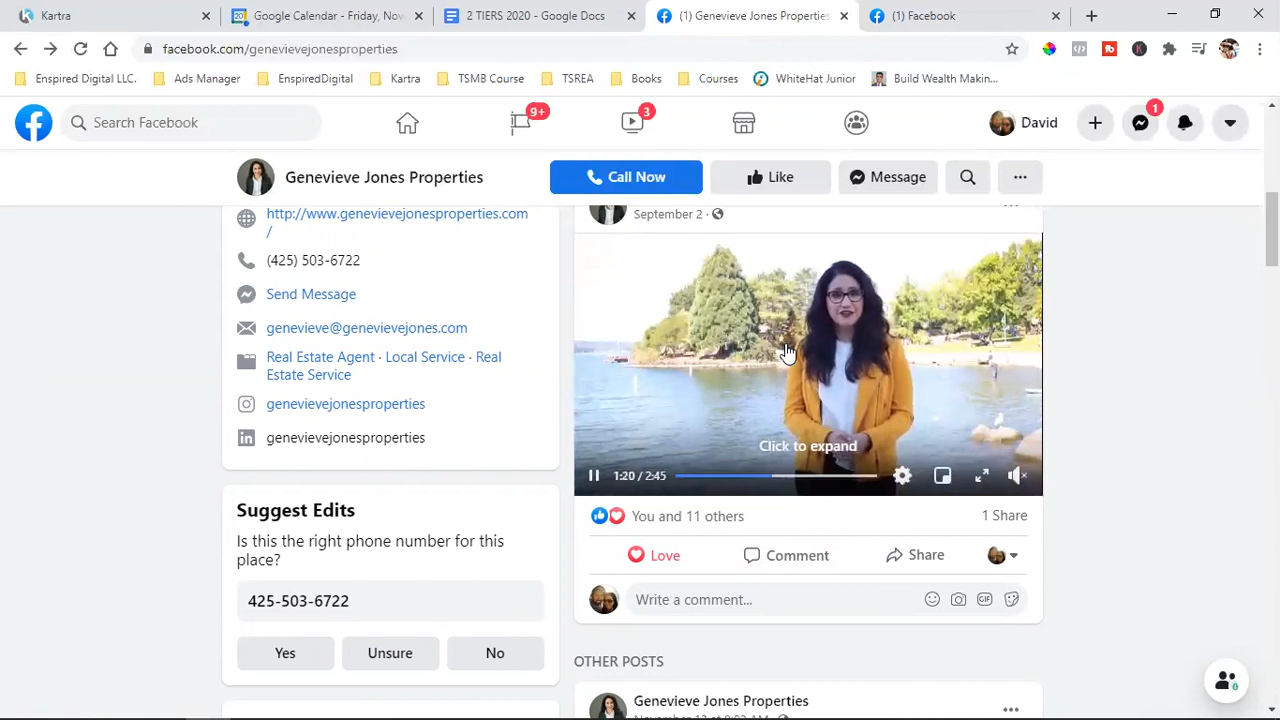 Kartra
Google Calendar - Friday, Nov
2 TIERS 2020 - Google Docs
(1) Genevieve Jones Properties
(1) Facebook
facebook.com/genevievejonesproperties
Enspired Digital LLC.
Ads Manager
EnspiredDigital
Kartra
TSMB Course
TSREA
Books
Courses
WhiteHat Junior
Build Wealth Makin...
Search Facebook
9+
3
David
1
Genevieve Jones Properties
Call Now
Like
Message
http://www.genevievejonesproperties.com
/
(425) 503-6722
Send Message
genevieve@genevievejones.com
Real Estate Agent · Local Service · Real
Estate Service
genevievejonesproperties
genevievejonesproperties
Suggest Edits
Is this the right phone number for this
place?
425-503-6722
Yes
Unsure
No
September 2 ·
Click to expand
1:20 / 2:45
You and 11 others
1 Share
Love
Comment
Share
Write a comment...
GIF
OTHER POSTS
Genevieve Jones Properties